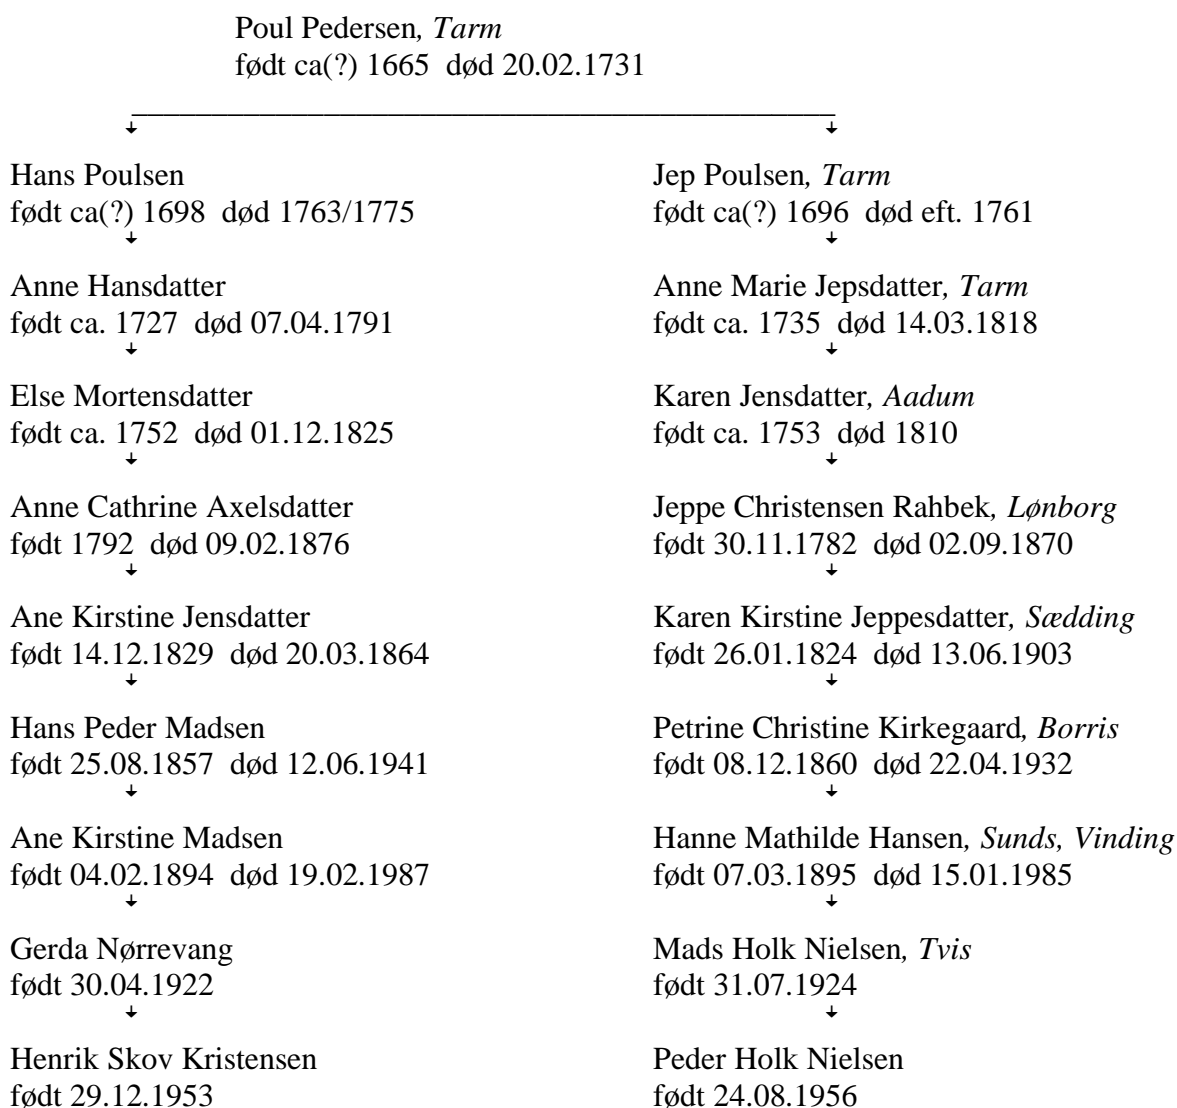 Poul Pedersen, Tarm
født ca(?) 1665 død 20.02.1731
Hans Poulsen
født ca(?) 1698 død 1763/1775
Jep Poulsen, Tarm
født ca(?) 1696 død eft. 1761
Anne Hansdatter
født ca. 1727 død 07.04.1791
Anne Marie Jepsdatter, Tarm
født ca. 1735 død 14.03.1818
Else Mortensdatter
født ca. 1752 død 01.12.1825
Karen Jensdatter, Aadum
født ca. 1753 død 1810
Anne Cathrine Axelsdatter
født 1792 død 09.02.1876
Jeppe Christensen Rahbek, Lønborg
født 30.11.1782 død 02.09.1870
Ane Kirstine Jensdatter
født 14.12.1829 død 20.03.1864
Karen Kirstine Jeppesdatter, Sædding
født 26.01.1824 død 13.06.1903
Hans Peder Madsen
født 25.08.1857 død 12.06.1941
Petrine Christine Kirkegaard, Borris
født 08.12.1860 død 22.04.1932
Ane Kirstine Madsen
født 04.02.1894 død 19.02.1987
Hanne Mathilde Hansen, Sunds, Vinding
født 07.03.1895 død 15.01.1985
Gerda Nørrevang
født 30.04.1922
Mads Holk Nielsen, Tvis
født 31.07.1924
Henrik Skov Kristensen
født 29.12.1953
Peder Holk Nielsen
født 24.08.1956